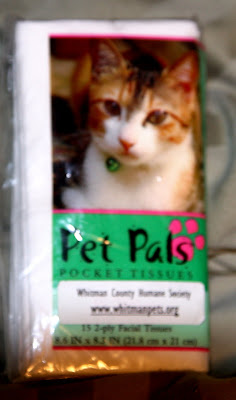 Pet Pals
POCKET TISSUES
Whitman County Humane Society
www.whitmanpets.org
15 2-ply Facial Tissues
8.6 IN x 8.2 IN (21.8 cm x 21 cm)